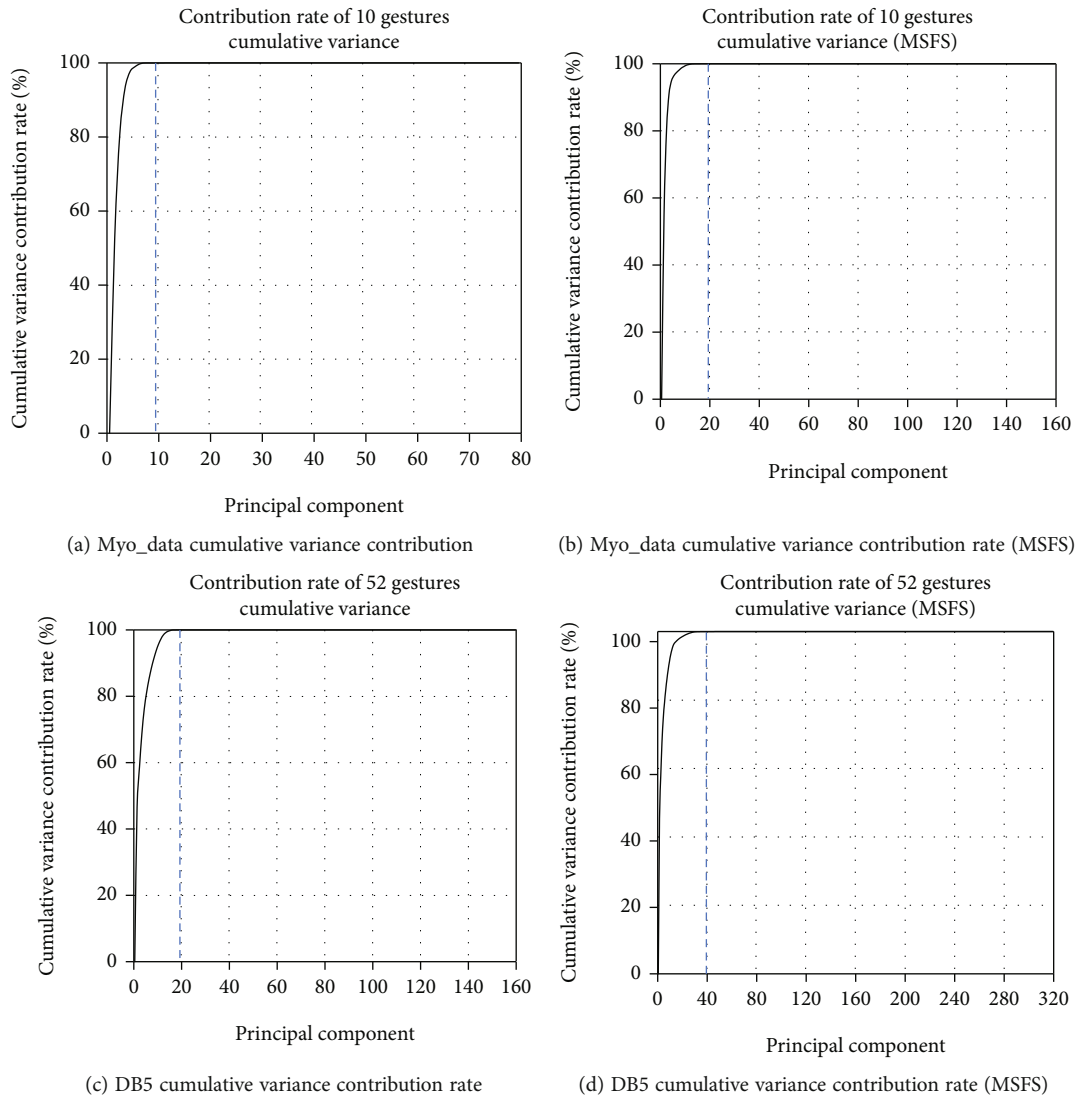 Contribution rate of 10 gestures
cumulative variance
Cumulative variance contribution rate (%)
100
80
60
40
20
0
0 10 20 30 40 50 60 70 80
Principal component
(a) Myo_data cumulative variance contribution
Contribution rate of 10 gestures
cumulative variance (MSFS)
Cumulative variance contribution rate (%)
100
80
60
40
20
0
0 20 40 60 80 100 120 140 160
Principal component
(b) Myo_data cumulative variance contribution rate (MSFS)
Contribution rate of 52 gestures
cumulative variance
Cumulative variance contribution rate (%)
100
80
60
40
20
0
0 20 40 60 80 100 120 140 160
Principal component
(c) DB5 cumulative variance contribution rate
Contribution rate of 52 gestures
cumulative variance (MSFS)
Cumulative variance contribution rate (%)
100
80
60
40
20
0
0 40 80 120 160 200 240 280 320
Principal component
(d) DB5 cumulative variance contribution rate (MSFS)